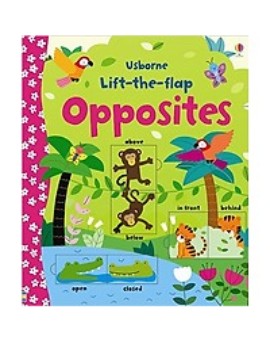 Usborne
Lift-the-flap
Opposites
above
in front behind
below
open closed